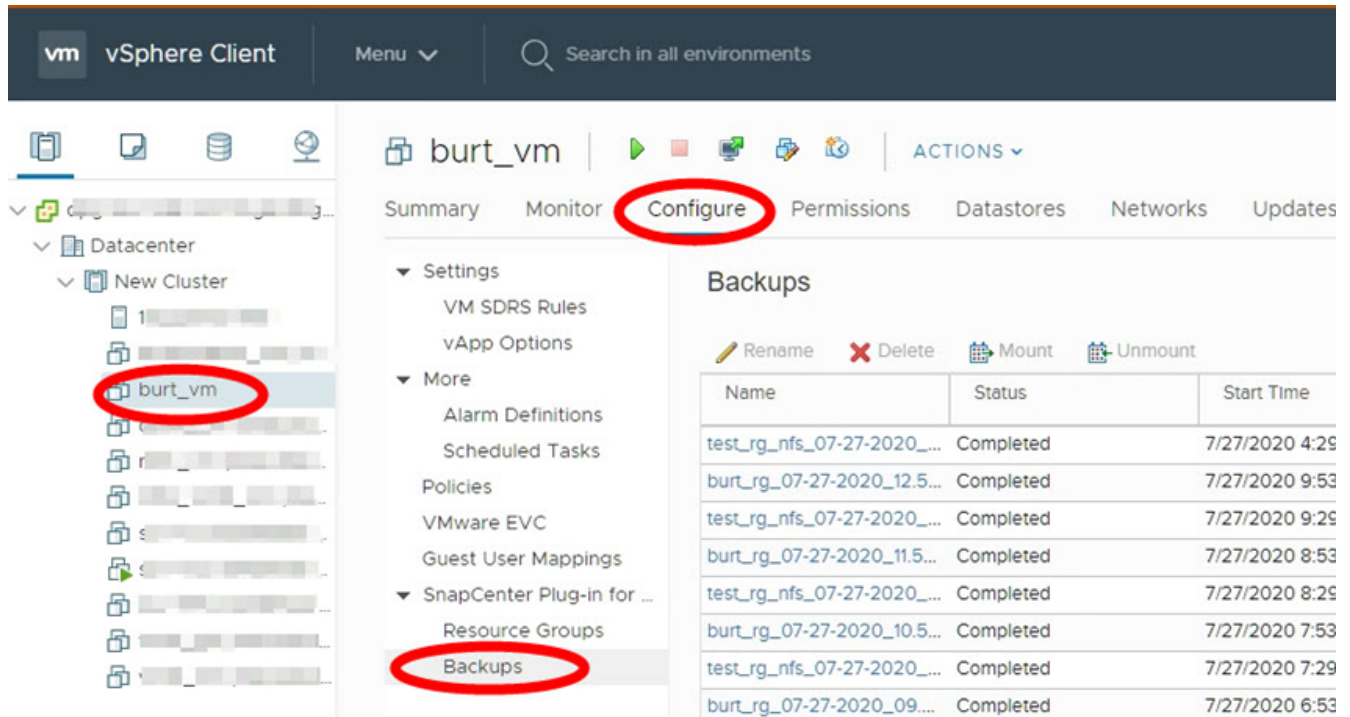 vm vSphere Client Menu Search in all environments
burt_vm ACTIONS
Summary Monitor Configure Permissions Datastores Networks Updates
Datacenter
New Cluster
burt_vm
Settings
VM SDRS Rules
vApp Options
More
Alarm Definitions
Scheduled Tasks
Policies
VMware EVC
Guest User Mappings
SnapCenter Plug-in for ...
Resource Groups
Backups
Backups
Rename Delete Mount Unmount
Name Status Start Time
test_rg_nfs_07-27-2020_... Completed 7/27/2020 4:29
burt_rg_07-27-2020_12.5... Completed 7/27/2020 9:53
test_rg_nfs_07-27-2020_... Completed 7/27/2020 9:29
burt_rg_07-27-2020_11.5... Completed 7/27/2020 8:53
test_rg_nfs_07-27-2020_... Completed 7/27/2020 8:29
burt_rg_07-27-2020_10.5... Completed 7/27/2020 7:53
test_rg_nfs_07-27-2020_... Completed 7/27/2020 7:29
burt_rg_07-27-2020_09.... Completed 7/27/2020 6:53